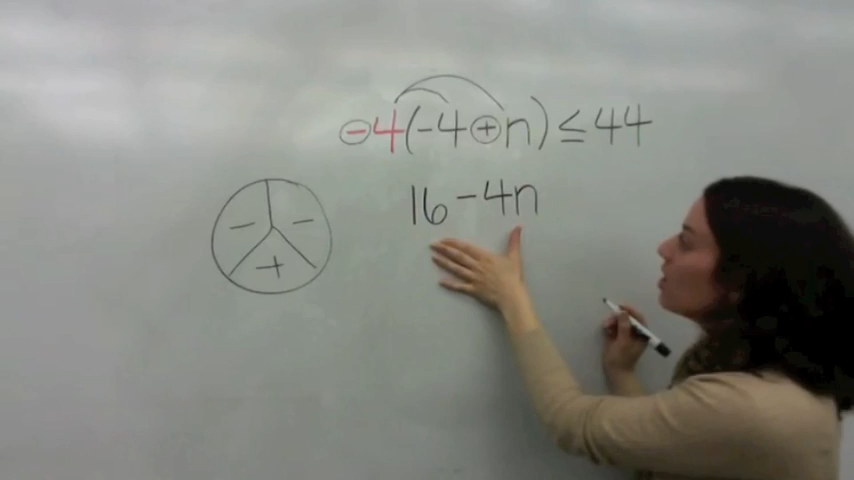 -4(-4+n) ≤ 44
16 -4n
- -
+